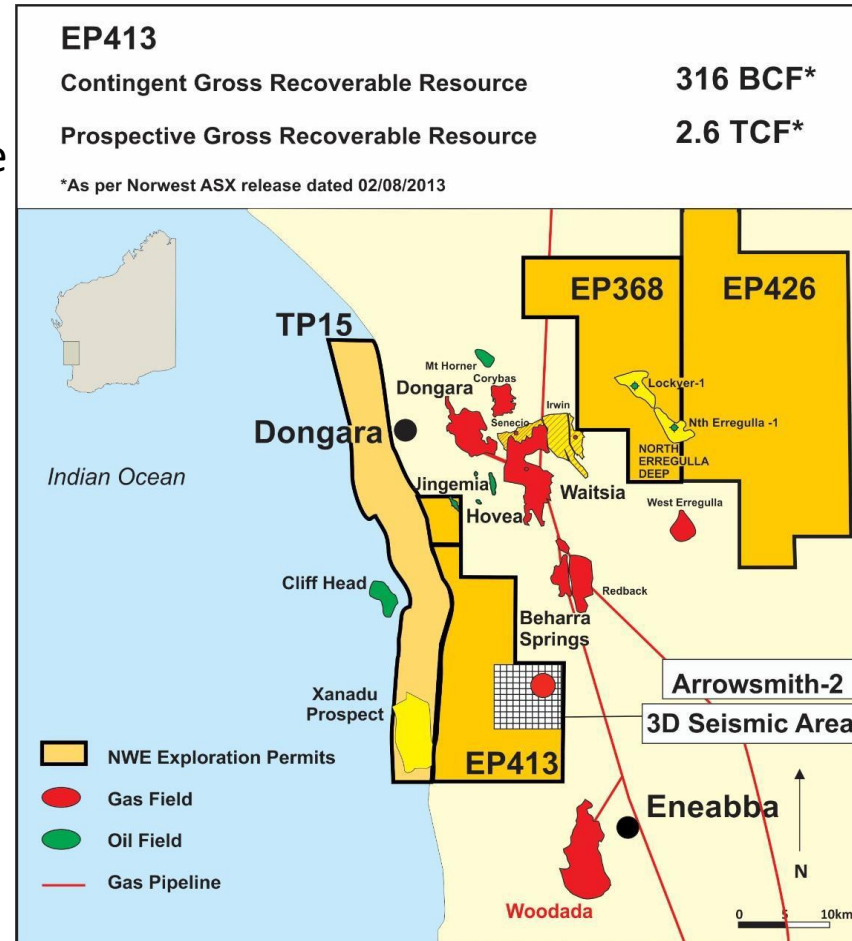 EP413
Contingent Gross Recoverable Resource 316 BCF*
Prospective Gross Recoverable Resource 2.6 TCF*
*As per Norwest ASX release dated 02/08/2013
e
EP368
EP426
TP15
Mt Horner
Corybas
Dongara
Lockyer-1
Irwin
Senecio
Dongara
Nth Erregulla -1
NORTH
ERREGULLA
DEEP
Indian Ocean
Jingemia
Waitsia
West Erregulla
Hovea
Cliff Head
Redback
Beharra
Springs
Arrowsmith-2
Xanadu
Prospect
3D Seismic Area
NWE Exploration Permits
EP413
Gas Field
Eneabba
Oil Field
N
Gas Pipeline
Woodada
0 5 10km